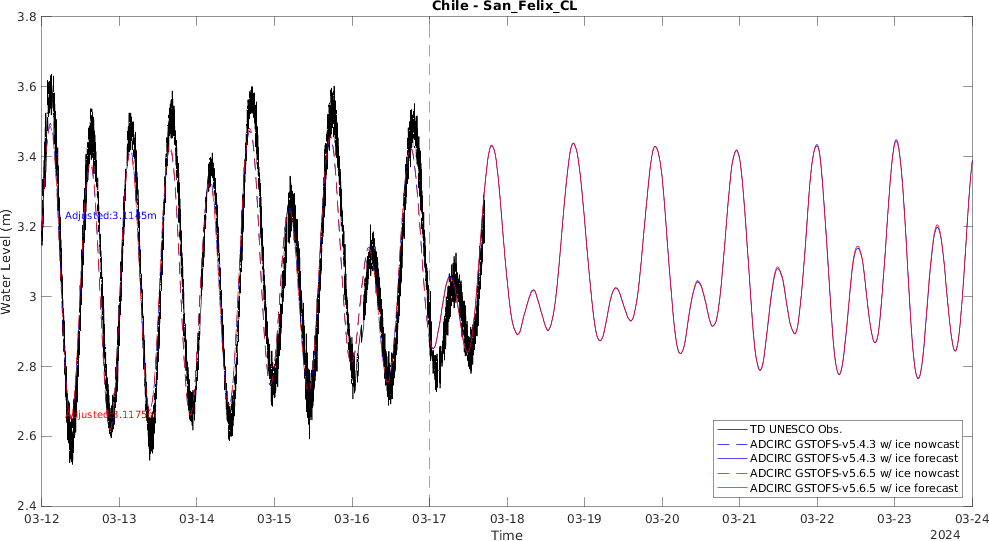 Chile - San_Felix_CL
3.8
3.6
3.4
3.2
3
2.8
2.6
2.4
Water Level (m)
Adjusted:3.1145m
TD UNESCO Obs.
ADCIRC GSTOFS-v5.4.3 w/ ice nowcast
ADCIRC GSTOFS-v5.4.3 w/ ice forecast
ADCIRC GSTOFS-v5.6.5 w/ ice nowcast
ADCIRC GSTOFS-v5.6.5 w/ ice forecast
03-12 03-13 03-14 03-15 03-16 03-17 03-18 03-19 03-20 03-21 03-22 03-23 03-24
Time
2024